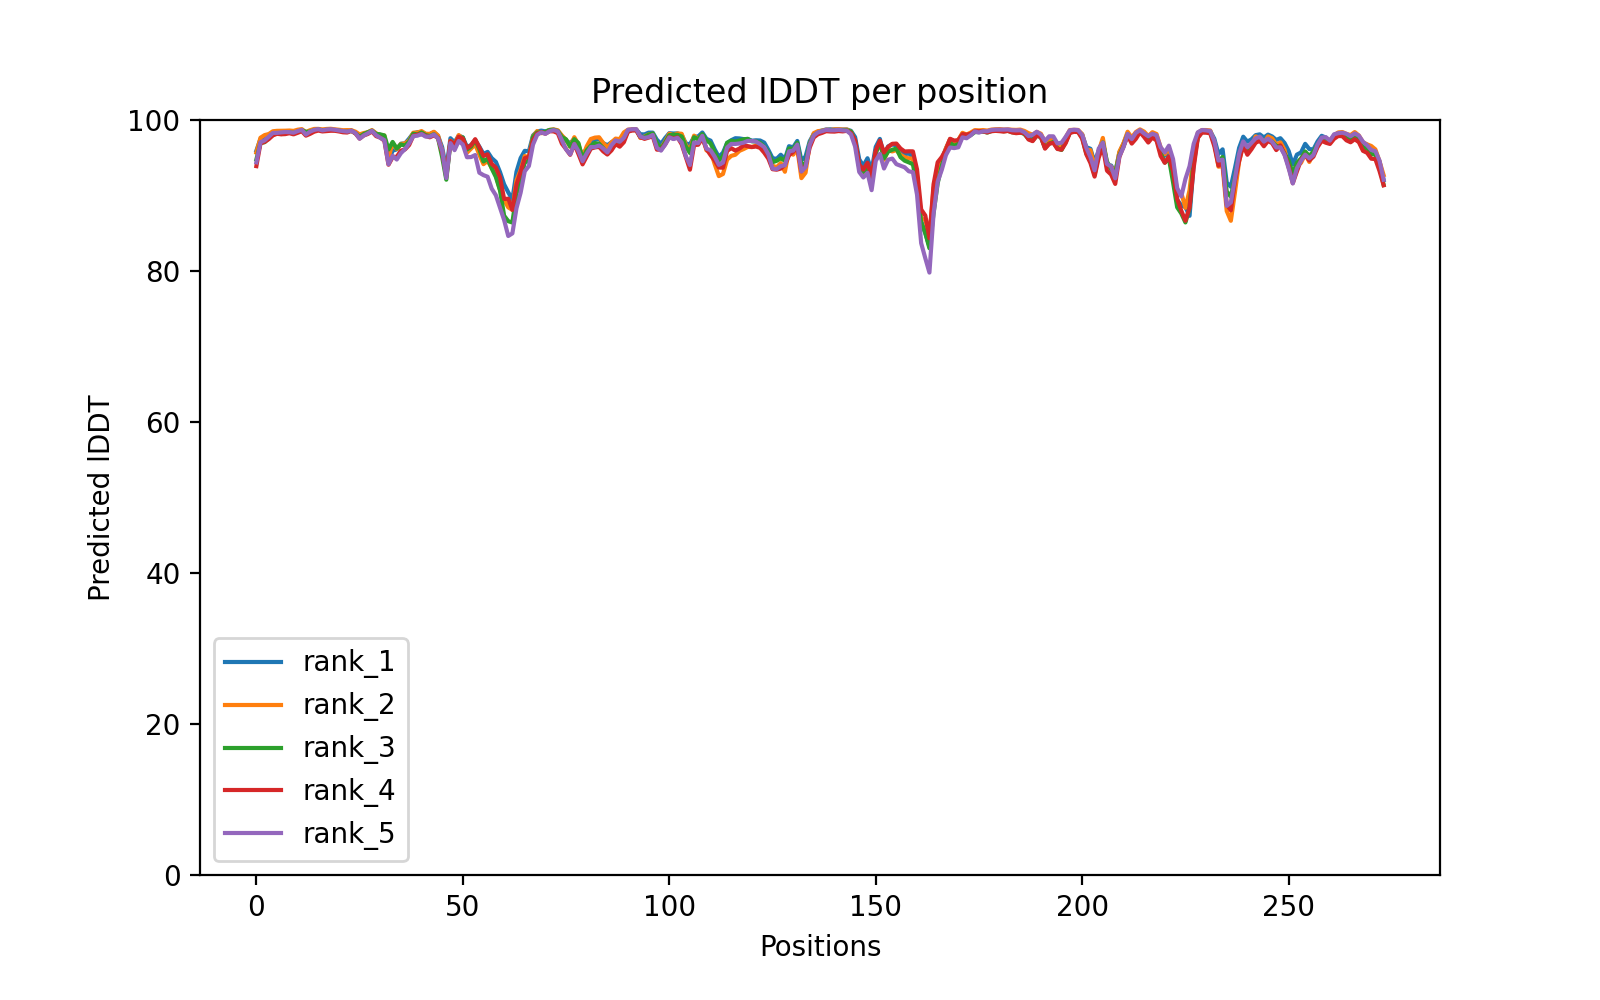 Predicted lDDT per position
100
80
60
40
20
0
Predicted lDDT
rank_1
rank_2
rank_3
rank_4
rank_5
0 50 100 150 200 250
Positions